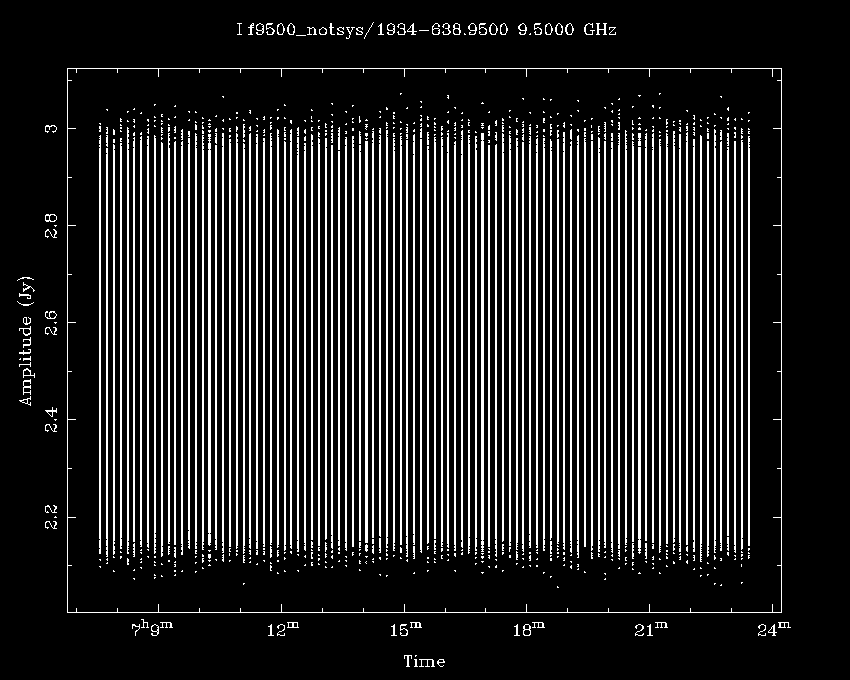 I f9500_notsys/1934−638.9500 9.5000 GHz
3
2.8
2.6
2.4
2.2
Amplitude (Jy)
7h9m 12m 15m 18m 21m 24m
Time